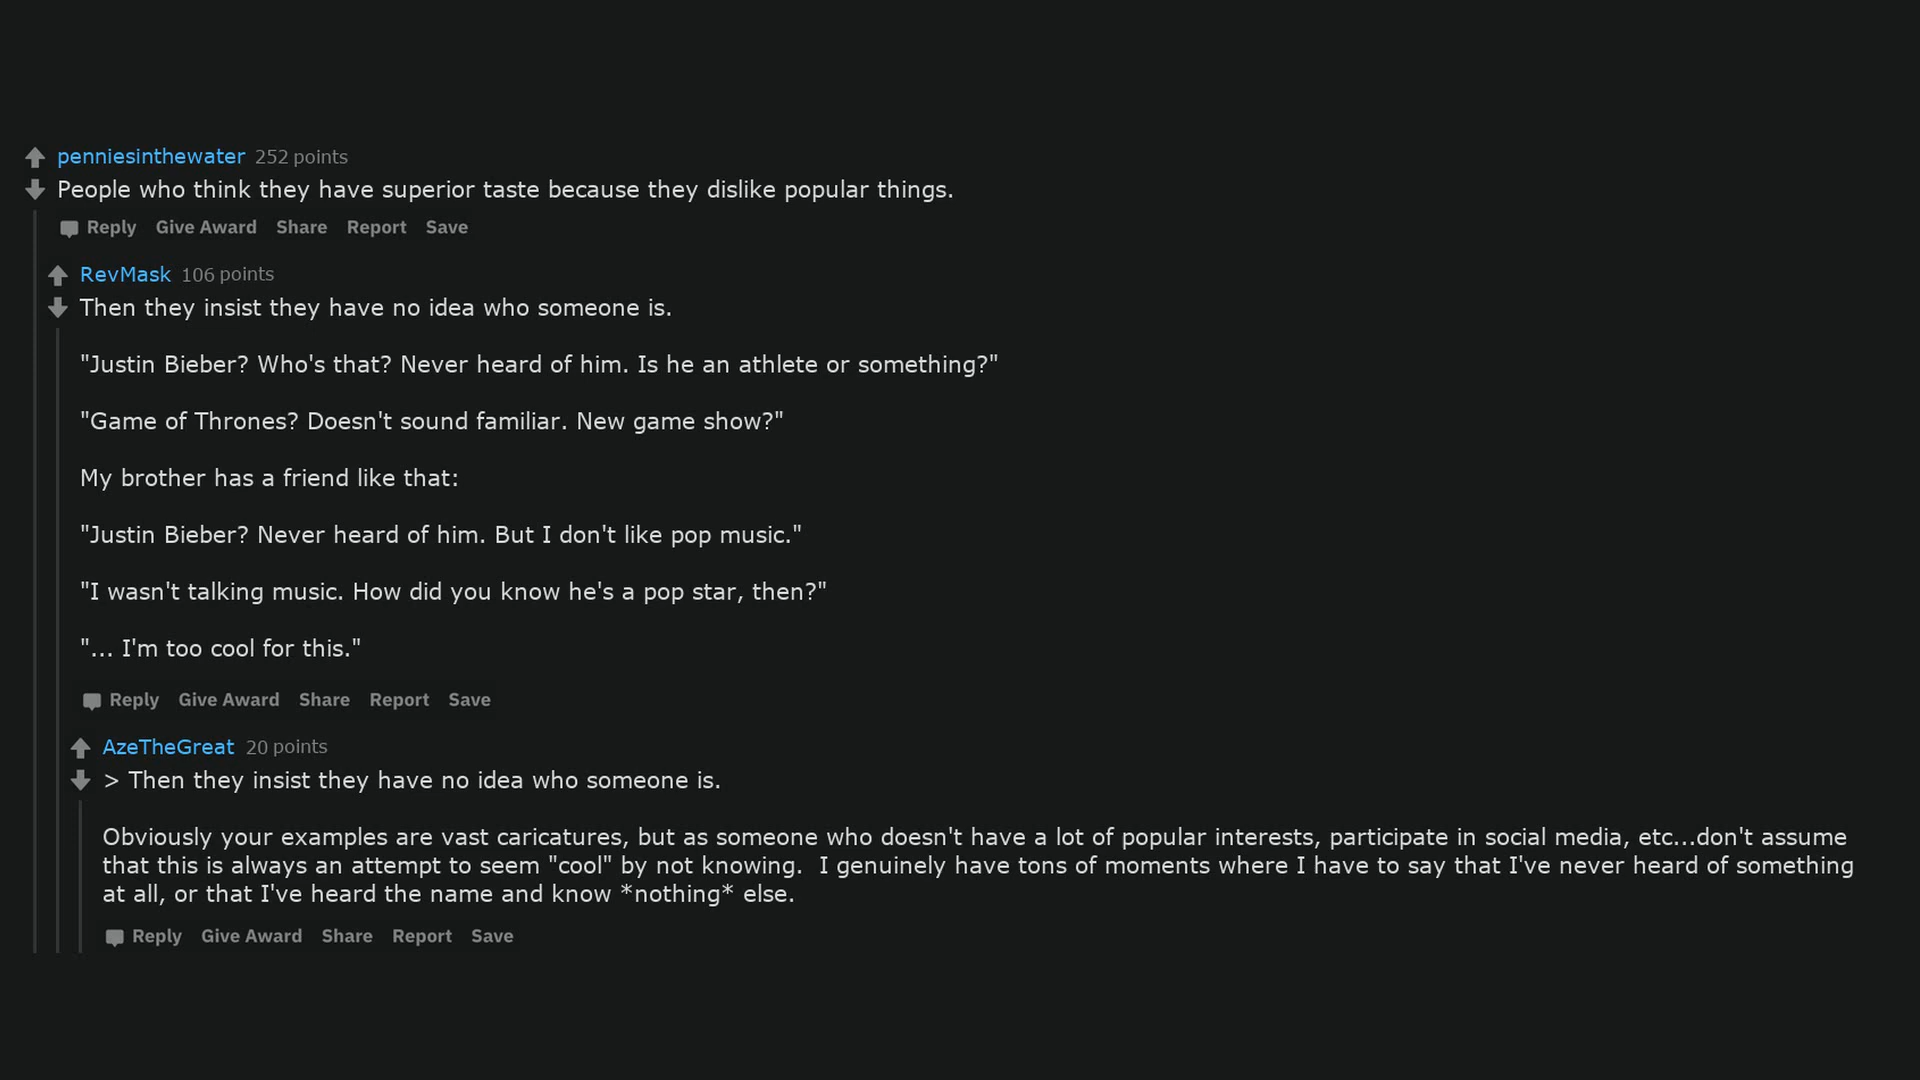 penniesinthewater 252 points
People who think they have superior taste because they dislike popular things.
Reply Give Award Share Report Save
RevMask 106 points
Then they insist they have no idea who someone is.
"Justin Bieber? Who's that? Never heard of him. Is he an athlete or something?"
"Game of Thrones? Doesn't sound familiar. New game show?"
My brother has a friend like that:
"Justin Bieber? Never heard of him. But I don't like pop music."
"I wasn't talking music. How did you know he's a pop star, then?"
"... I'm too cool for this."
Reply Give Award Share Report Save
AzeTheGreat 20 points
> Then they insist they have no idea who someone is.
Obviously your examples are vast caricatures, but as someone who doesn't have a lot of popular interests, participate in social media, etc...don't assume
that this is always an attempt to seem "cool" by not knowing.  I genuinely have tons of moments where I have to say that I've never heard of something
at all, or that I've heard the name and know *nothing* else.
Reply Give Award Share Report Save